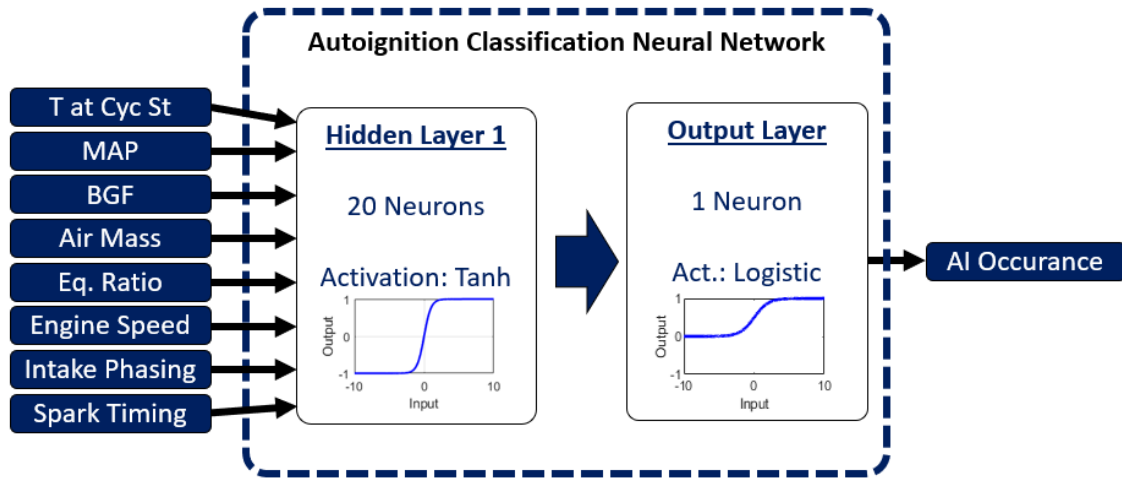 Autoignition Classification Neural Network
T at Cyc St
MAP
BGF
Air Mass
Eq. Ratio
Engine Speed
Intake Phasing
Spark Timing
Hidden Layer 1
20 Neurons
Activation: Tanh
Output
1
0
-1
-10
0
10
Input
Output Layer
1 Neuron
Act.: Logistic
Output
1
0
-1
-10
0
10
Input
AI Occurance